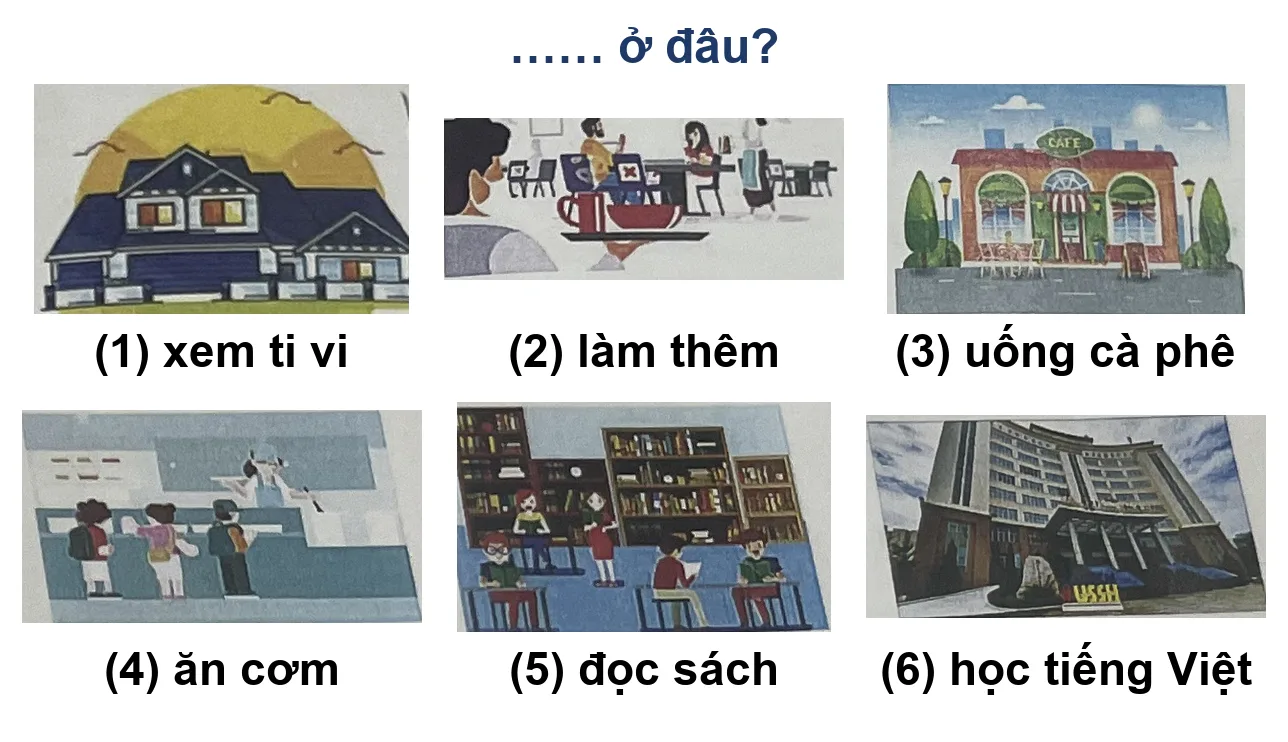 ...... ở đâu?
CAFE
(1) xem ti vi
(2) làm thêm
(3) uống cà phê
USSH
(4) ăn cơm
(5) đọc sách
(6) học tiếng Việt